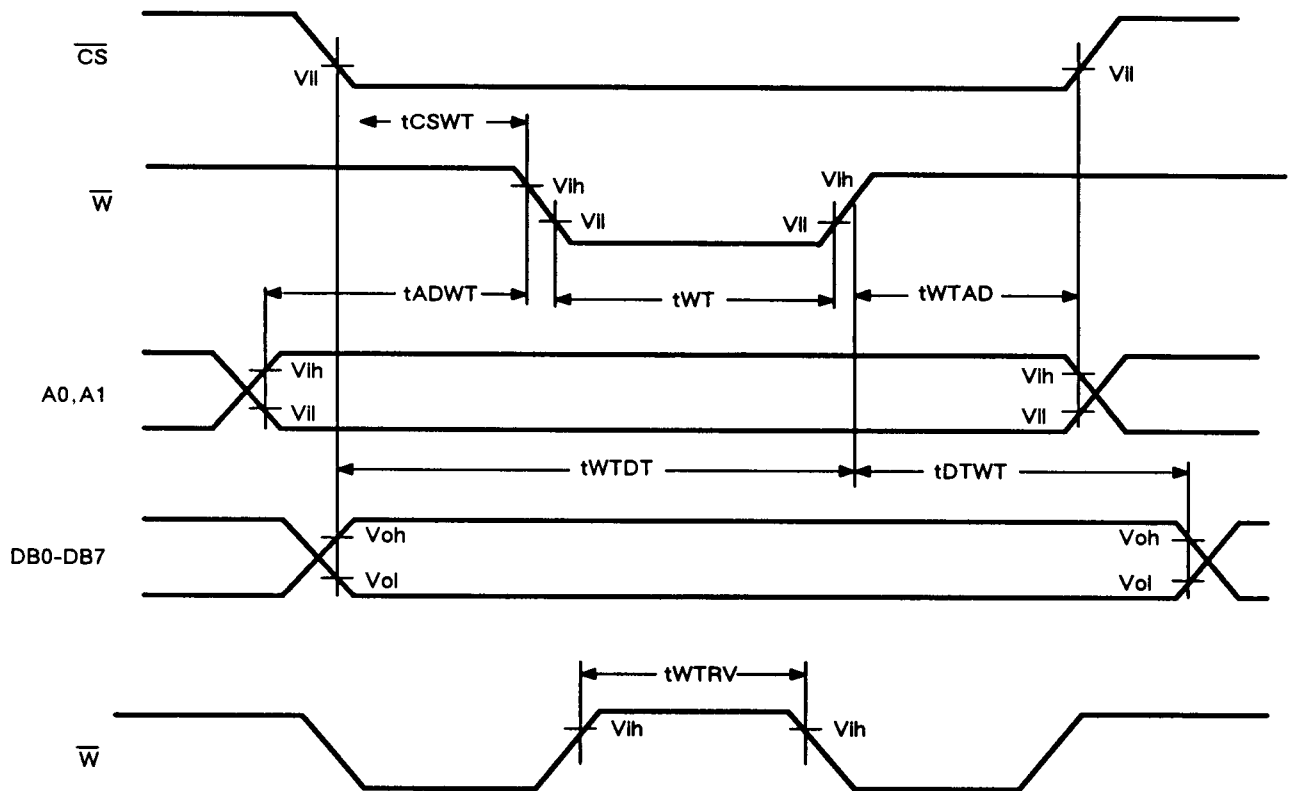 C̅S̅
Vil
Vil
tCSWT
W̅
Vih
Vil
Vih
Vil
tADWT
tWT
tWTAD
A0,A1
Vih
Vil
Vih
Vil
tWTDT
tDTWT
DB0-DB7
Voh
Vol
Voh
Vol
tWTRV
W̅
Vih
Vih